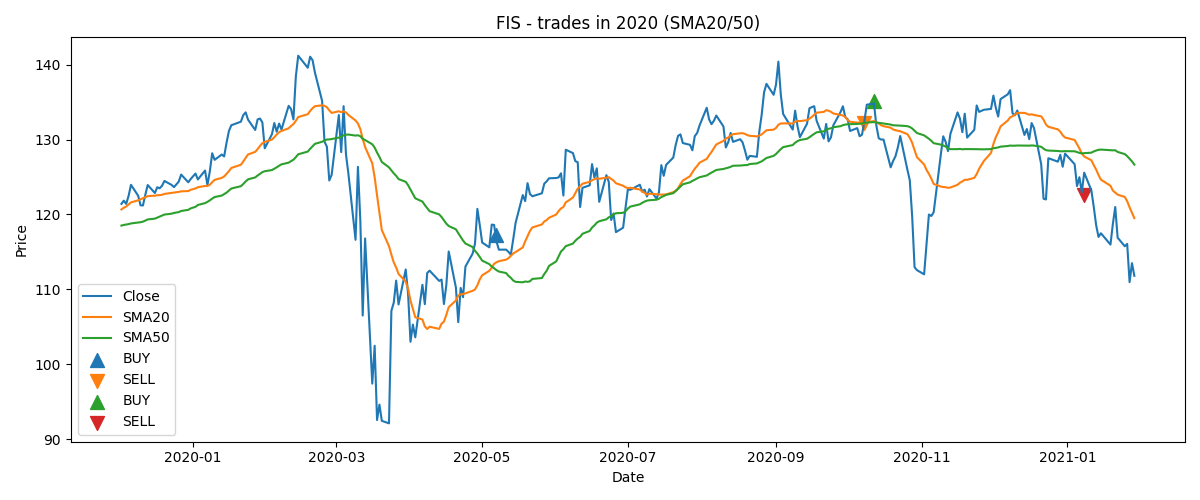 FIS - trades in 2020 (SMA20/50)
Price
140
130
120
110
100
90
Close
SMA20
SMA50
BUY
SELL
BUY
SELL
2020-01 2020-03 2020-05 2020-07 2020-09 2020-11 2021-01
Date